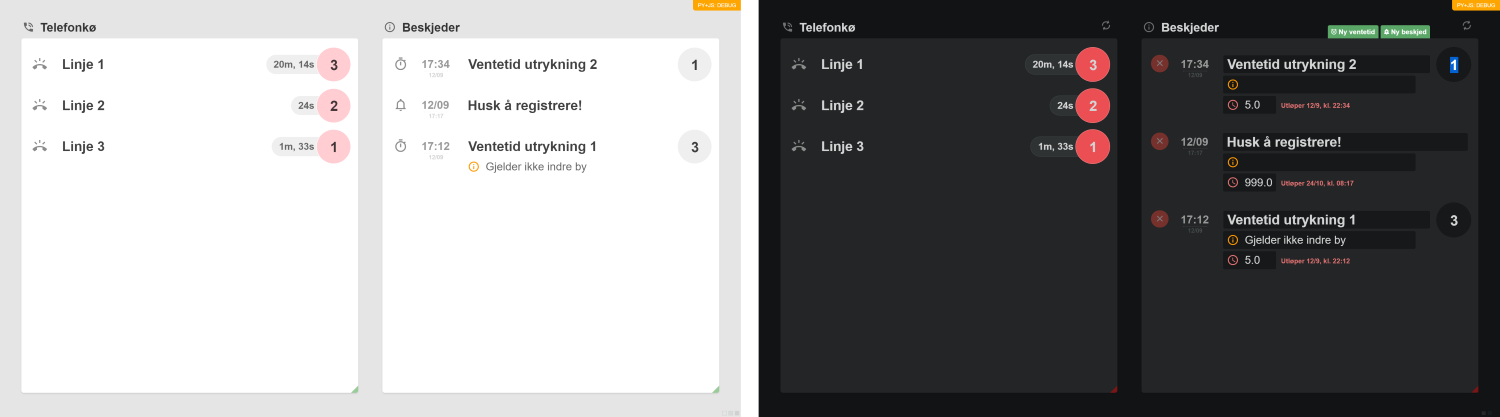 PY+JS: DEBUG
Telefonkø
Linje 1
20m, 14s
3
Linje 2
24s
2
Linje 3
1m, 33s
1
Beskjeder
17:34
12/09
Ventetid utrykning 2
1
12/09
17:17
Husk å registrere!
17:12
12/09
Ventetid utrykning 1
3
Gjelder ikke indre by
PY+JS: DEBUG
Telefonkø
Linje 1
20m, 14s
3
Linje 2
24s
2
Linje 3
1m, 33s
1
Beskjeder
Ny ventetid
Ny beskjed
17:34
12/09
Ventetid utrykning 2
1
5.0
Utløper 12/9, kl. 22:34
12/09
17:17
Husk å registrere!
999.0
Utløper 24/10, kl. 08:17
17:12
12/09
Ventetid utrykning 1
3
Gjelder ikke indre by
5.0
Utløper 12/9, kl. 22:12